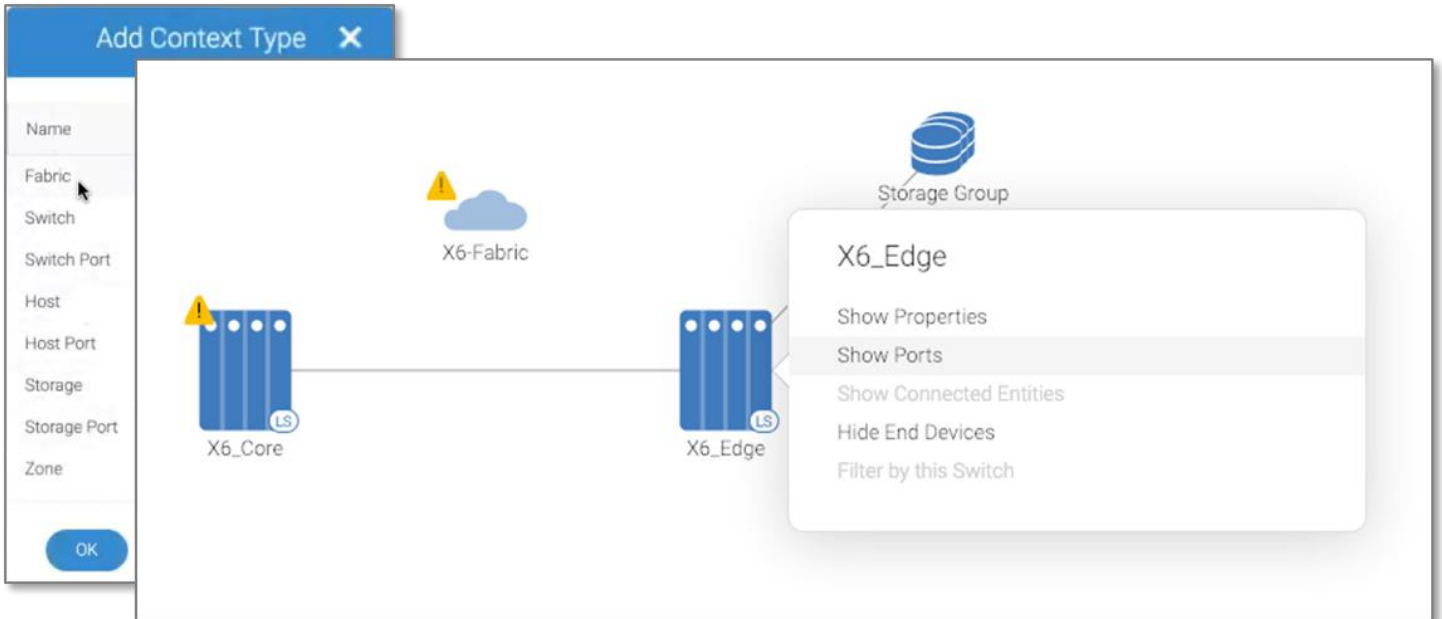 Add Context Type
Name
Fabric
Switch
Switch Port
Host
Host Port
Storage
Storage Port
Zone
OK
Storage Group
X6-Fabric
X6_Core
LS
X6_Edge
LS
X6_Edge
Show Properties
Show Ports
Show Connected Entities
Hide End Devices
Filter by this Switch